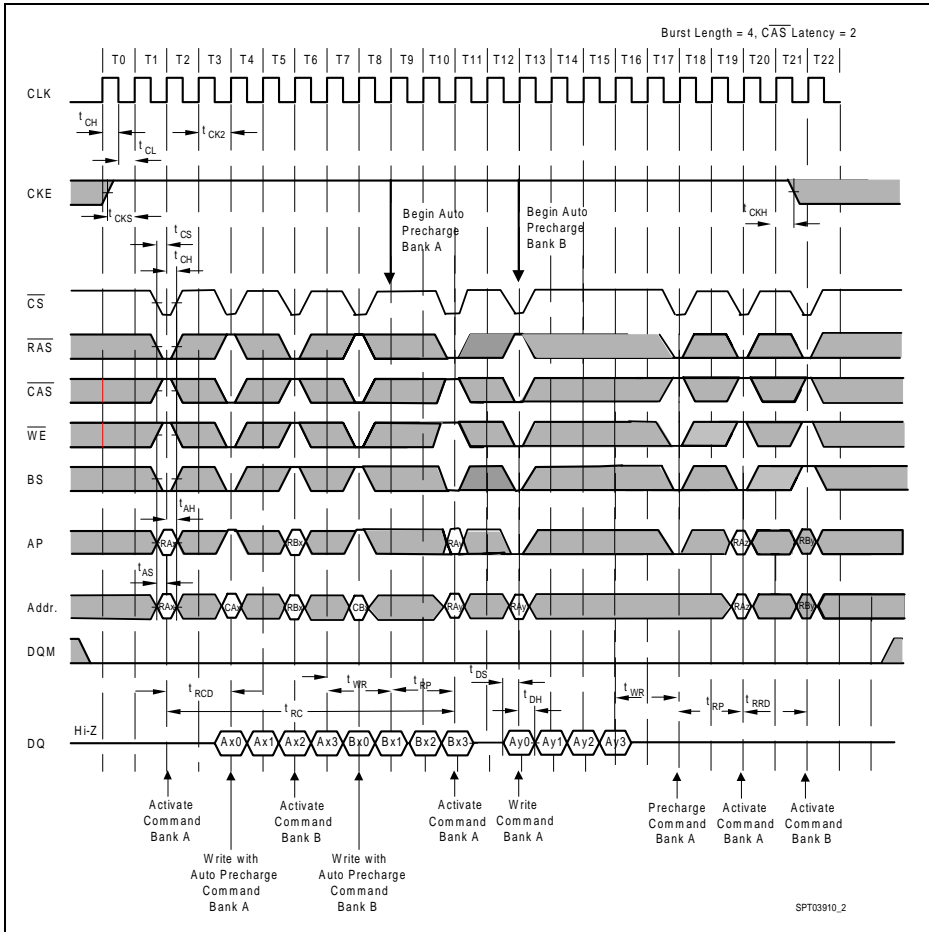 Burst Length = 4, CAS Latency = 2
T0 T1 T2 T3 T4 T5 T6 T7 T8 T9 T10 T11 T12 T13 T14 T15 T16 T17 T18 T19 T20 T21 T22
CLK
tCH
tCK2
tCL
CKE
tCKS
Begin Auto
Precharge
Bank A
Begin Auto
Precharge
Bank B
tCKH
tCS
tCH
CS
RAS
CAS
WE
BS
tAH
AP
RAx RBx RAy RAz RBy
tAS
Addr.
RAx CAx RBx CBx RAy RAy RAz RBy
DQM
tRCD
tWR
tRP
tDS
tDH
tWR
tRP
tRRD
tRC
Hi-Z
DQ
Ax0 Ax1 Ax2 Ax3 Bx0 Bx1 Bx2 Bx3 Ay0 Ay1 Ay2 Ay3
Activate
Command
Bank A
Activate
Command
Bank B
Activate
Command
Bank A
Write
Command
Bank A
Precharge
Command
Bank A
Activate
Command
Bank A
Activate
Command
Bank B
Write with
Auto Precharge
Command
Bank A
Write with
Auto Precharge
Command
Bank B
SPT03910_2